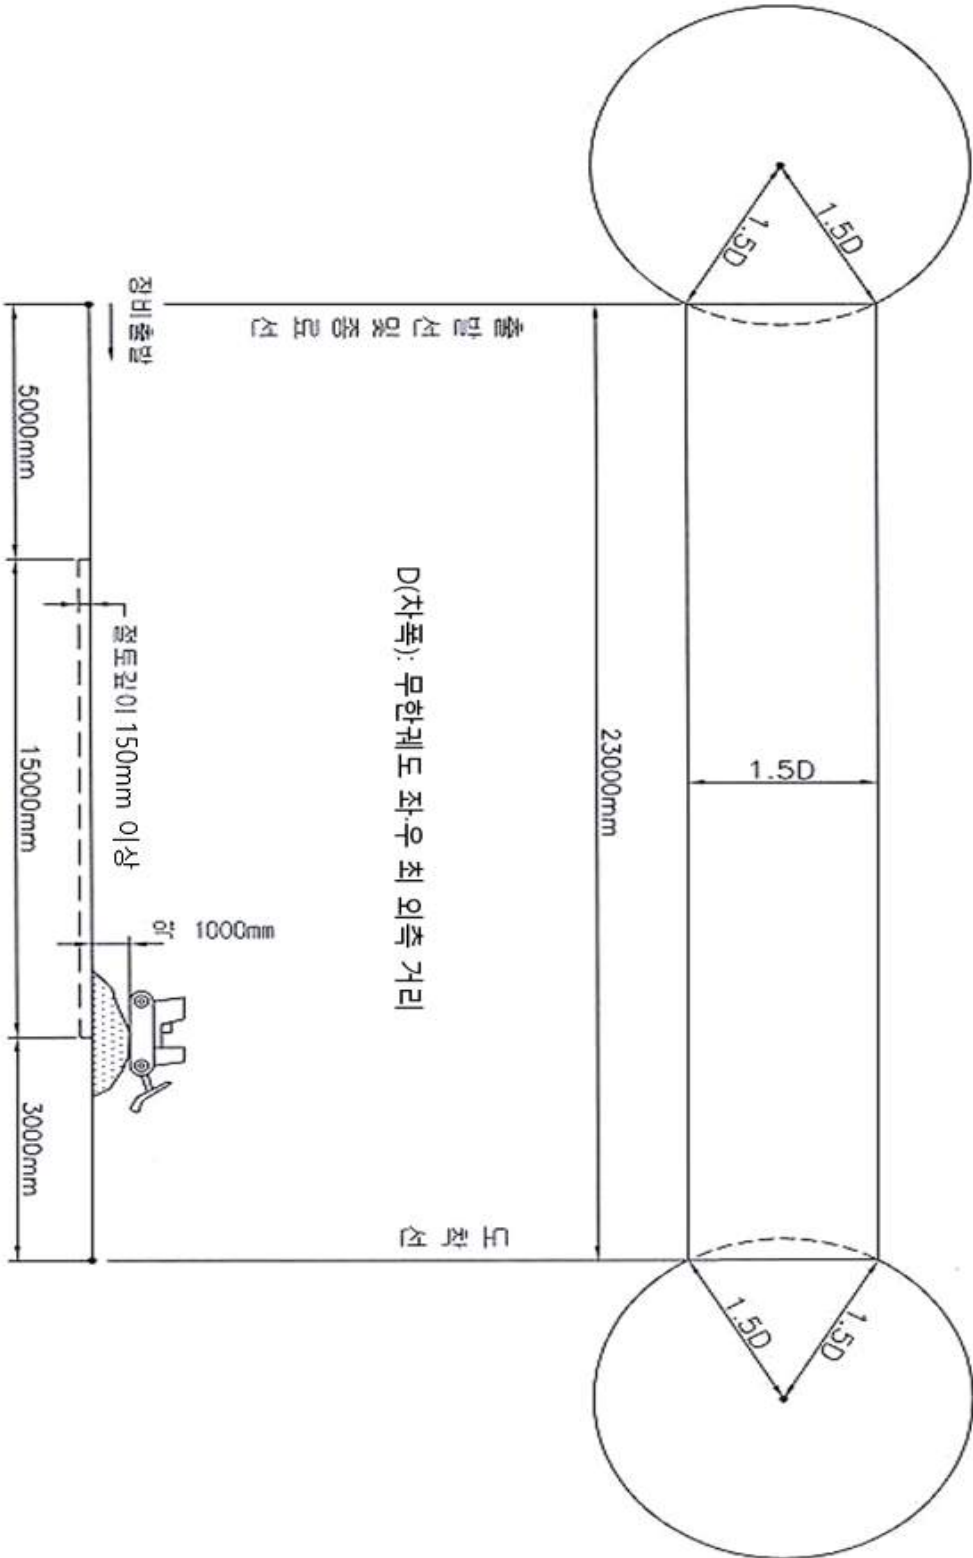 1.5D
1.5D
1.5D
1.5D
1.5D
23000mm
출 발 선 및 종 료 선
도 착 선
D(차폭): 무한궤도 좌·우 최 외측 거리
장비출발
절토깊이 150mm 이상
1000mm
5000mm
15000mm
3000mm